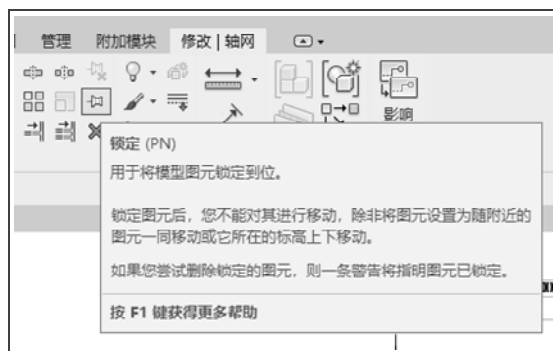 管理 附加模块 修改 | 轴网
影响
锁定 (PN)
用于将模型图元锁定到位。
锁定图元后，您不能对其进行移动，除非将图元设置为随附近的
图元一同移动或它所在的标高上下移动。
如果您尝试删除锁定的图元，则一条警告将指明图元已锁定。
按 F1 键获得更多帮助